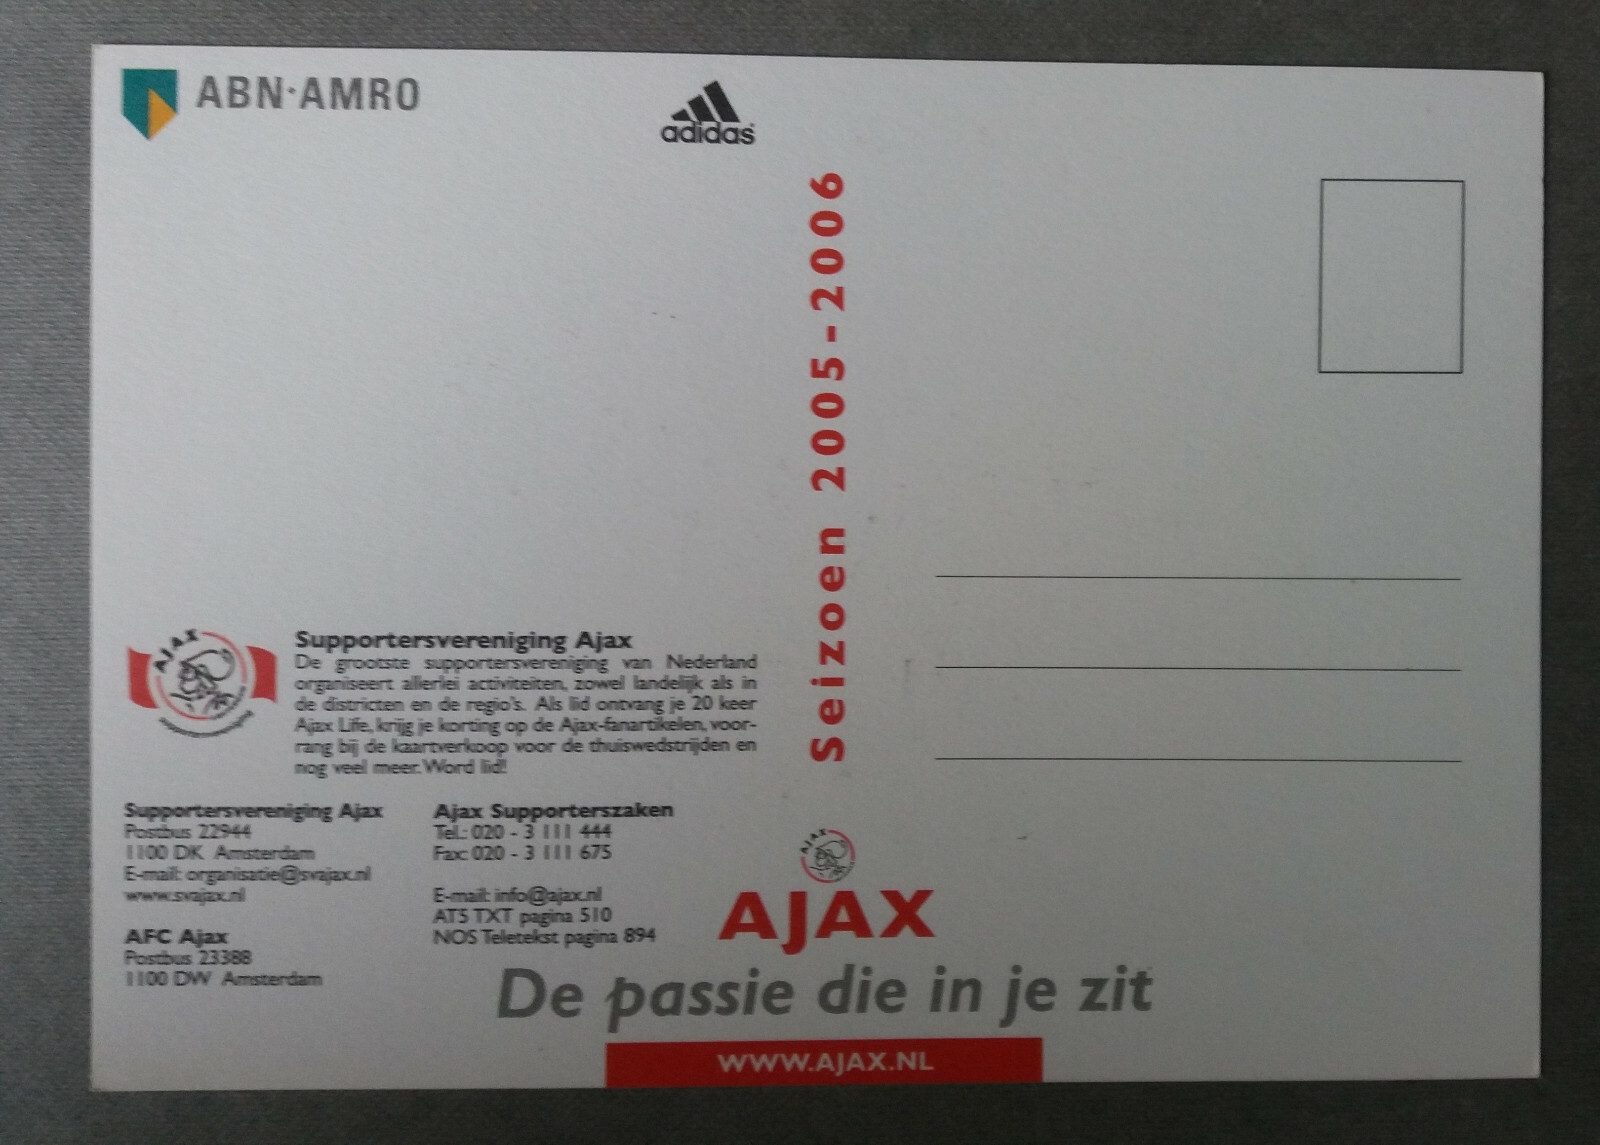 ABN·AMRO
adidas
Seizoen 2005-2006
AJAX
Supportersvereniging Ajax
De grootste supportersvereniging van Nederland
organiseert allerlei activiteiten, zowel landelijk als in
de districten en de regio's. Als lid ontvang je 20 keer
Ajax Life, krijg je korting op de Ajax-fanartikelen, voor-
rang bij de kaartverkoop voor de thuiswedstrijden en
nog veel meer. Word lid!
Supportersvereniging Ajax
Postbus 22944
1100 DK Amsterdam
E-mail: organisatie@svajax.nl
www.svajax.nl
AFC Ajax
Postbus 23388
1100 DW Amsterdam
Ajax Supporterszaken
Tel.: 020 - 3 111 444
Fax: 020 - 3 111 675
E-mail: info@ajax.nl
AT5 TXT pagina 510
NOS Teletekst pagina 894
AJAX
AJAX
De passie die in je zit
WWW.AJAX.NL